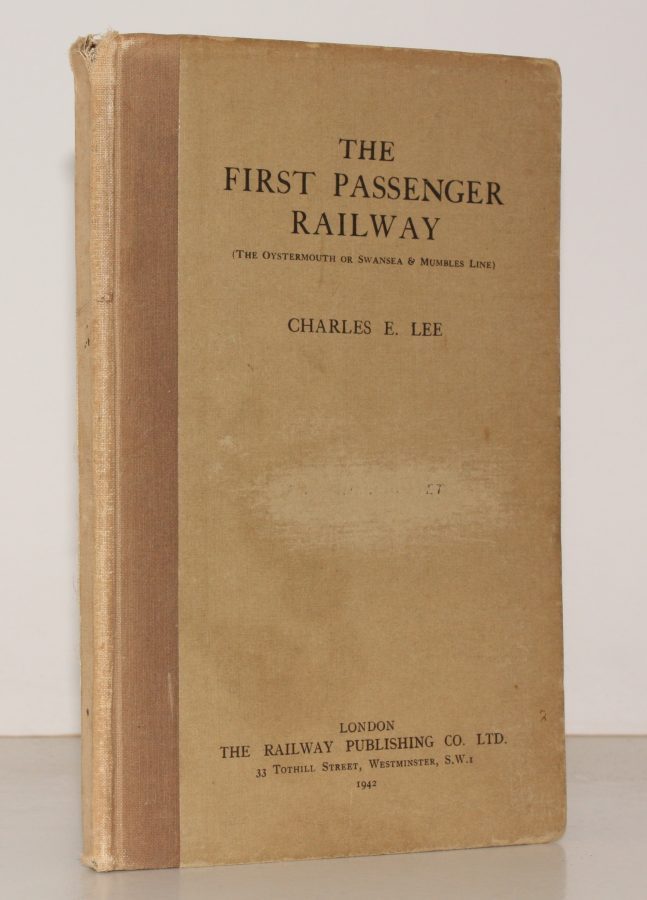 THE
FIRST PASSENGER
RAILWAY
(THE OYSTERMOUTH OR SWANSEA & MUMBLES LINE)
CHARLES E. LEE
LONDON
THE RAILWAY PUBLISHING CO. LTD.
33 TOTHILL STREET, WESTMINSTER, S.W.1
1942